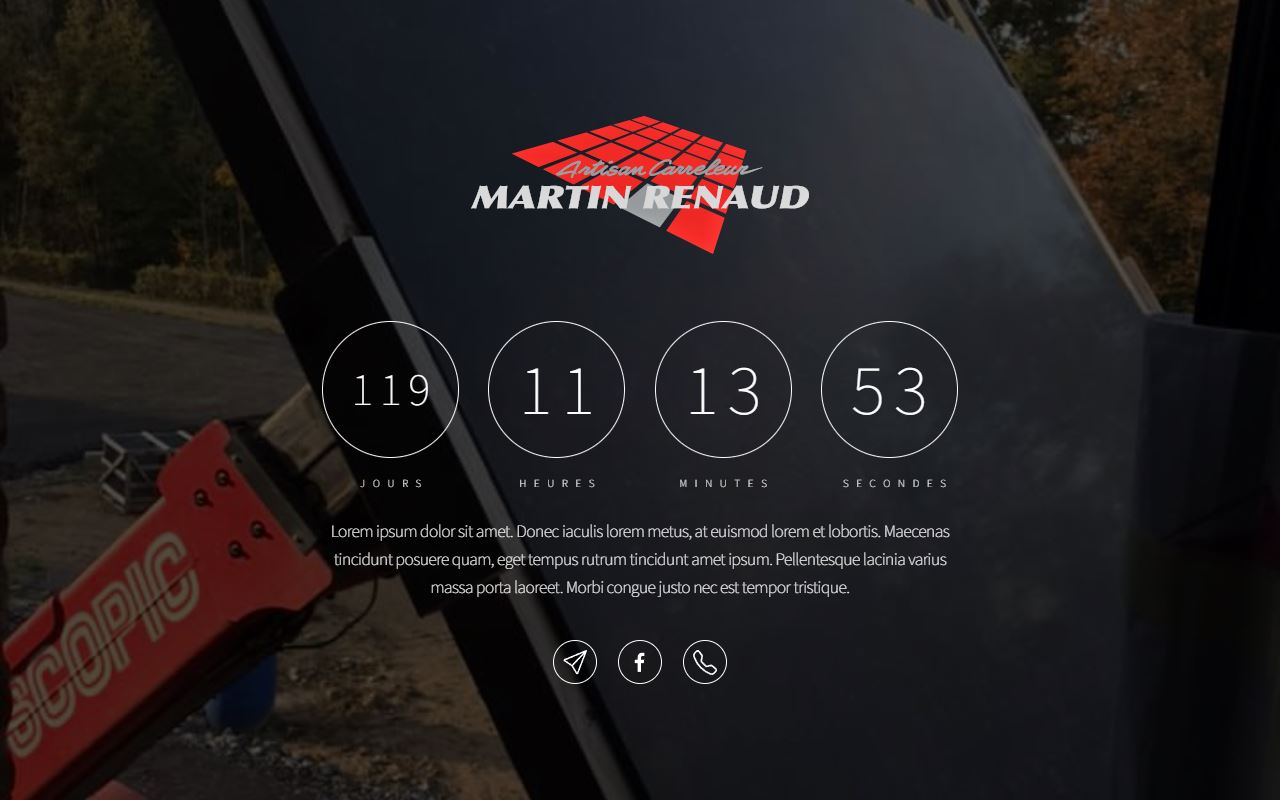 Artisan Carreleur
MARTIN RENAUD
119 11 13 53
JOURS HEURES MINUTES SECONDES
Lorem ipsum dolor sit amet. Donec iaculis lorem metus, at euismod lorem et lobortis. Maecenas
tincidunt posuere quam, eget tempus rutrum tincidunt amet ipsum. Pellentesque lacinia varius
massa porta laoreet. Morbi congue justo nec est tempor tristique.
SCOPIC